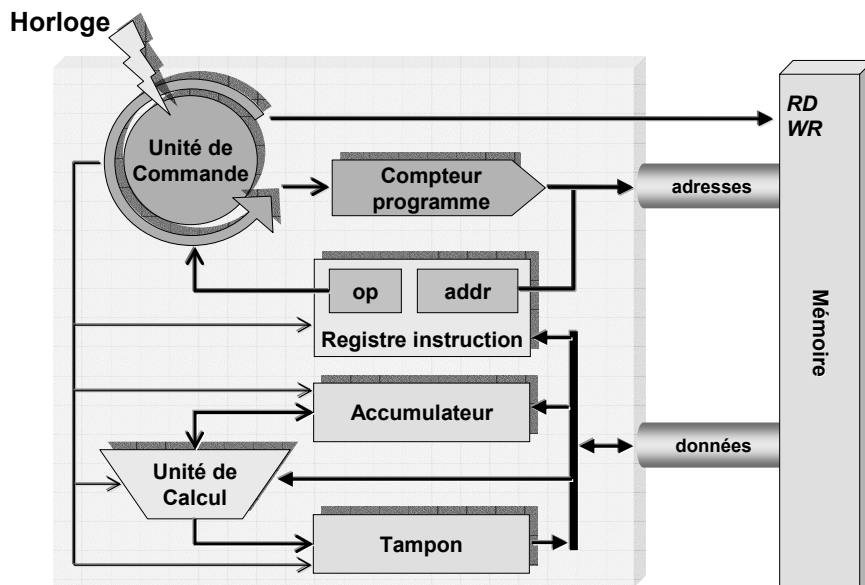 Horloge
RD
WR
Unité de
Commande
Compteur
programme
adresses
op
addr
Registre instruction
Mémoire
Accumulateur
données
Unité de
Calcul
Tampon